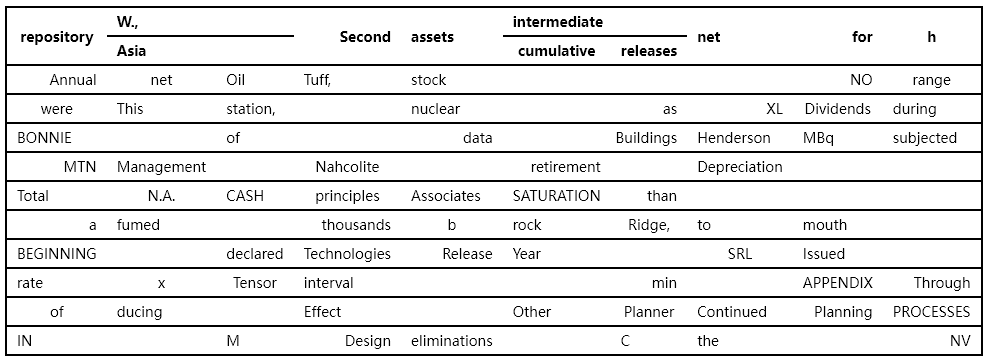 W., intermediate
repository Second assets net for h
Asia cumulative releases
Annual net Oil Tuff, stock NO range
were This station, nuclear as XL Dividends during
BONNIE of data Buildings Henderson MBq subjected
MTN Management Nahcolite retirement Depreciation
Total N.A. CASH principles Associates SATURATION than
a fumed thousands b rock Ridge, to mouth
BEGINNING declared Technologies Release Year SRL Issued
rate x Tensor interval min APPENDIX Through
of ducing Effect Other Planner Continued Planning PROCESSES
IN M Design eliminations C the NV